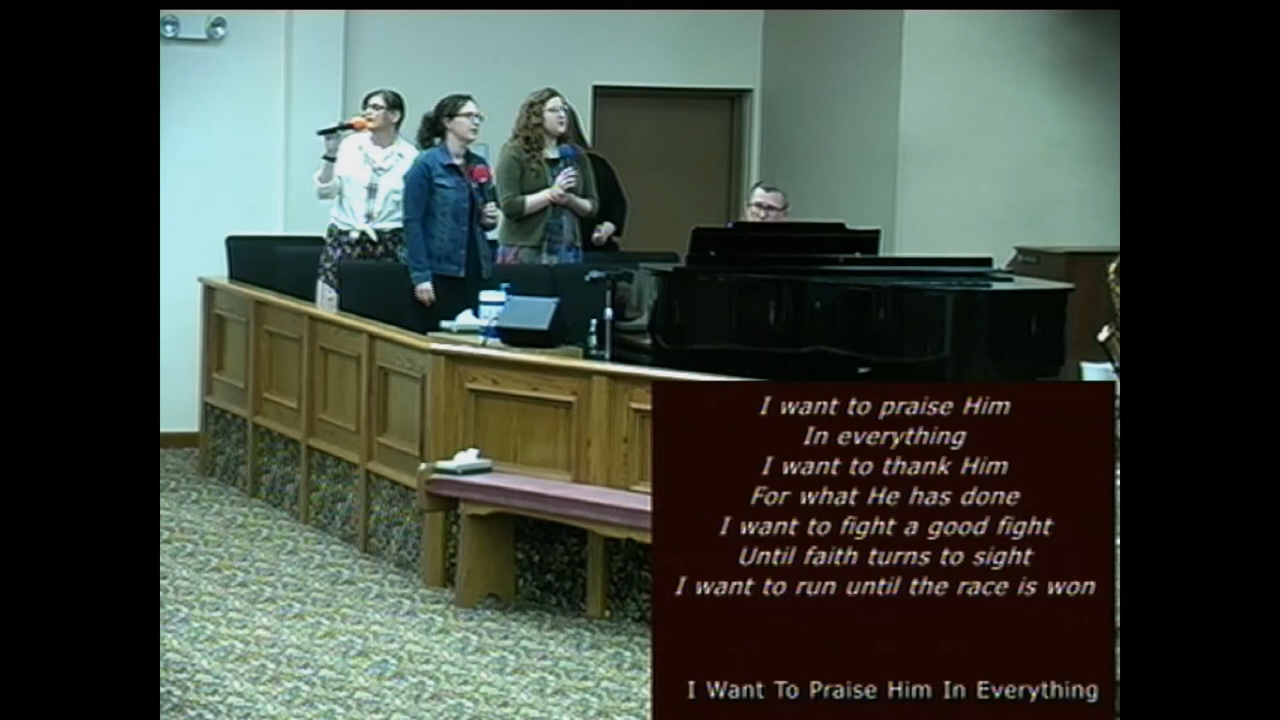 I want to praise Him
In everything
I want to thank Him
For what He has done
I want to fight a good fight
Until faith turns to sight
I want to run until the race is won
I Want To Praise Him In Everything